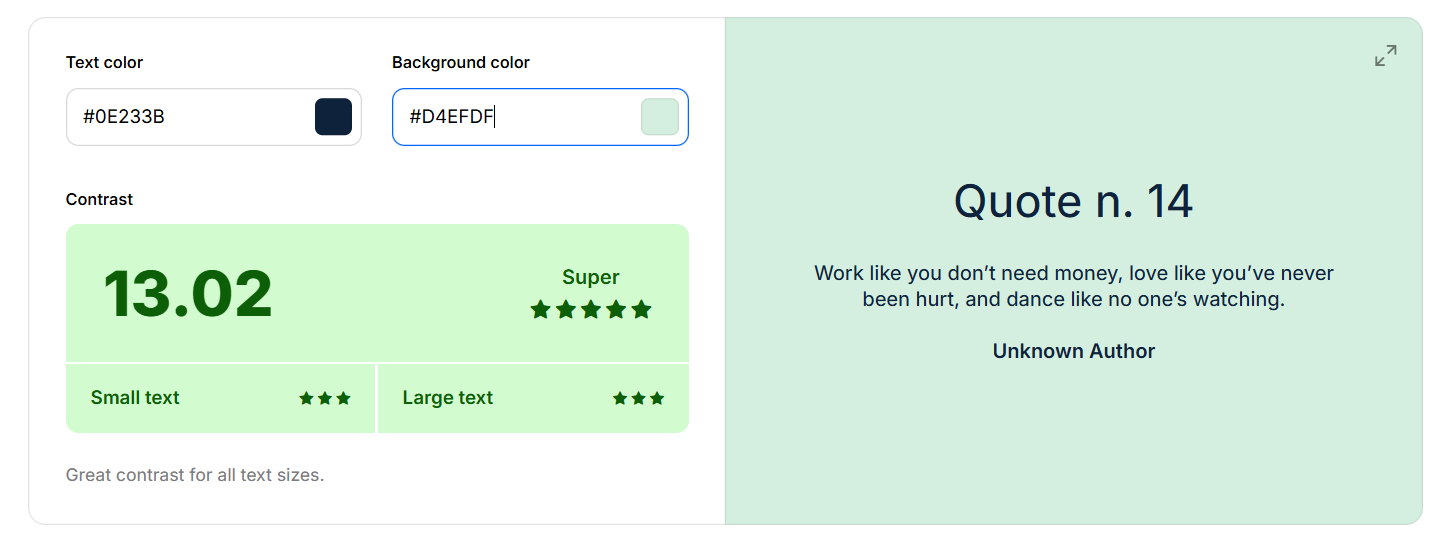 Text color
#0E233B
Background color
#D4EFDF
Contrast
13.02
Super
Small text
Large text
Great contrast for all text sizes.
Quote n. 14
Work like you don’t need money, love like you’ve never
been hurt, and dance like no one’s watching.
Unknown Author